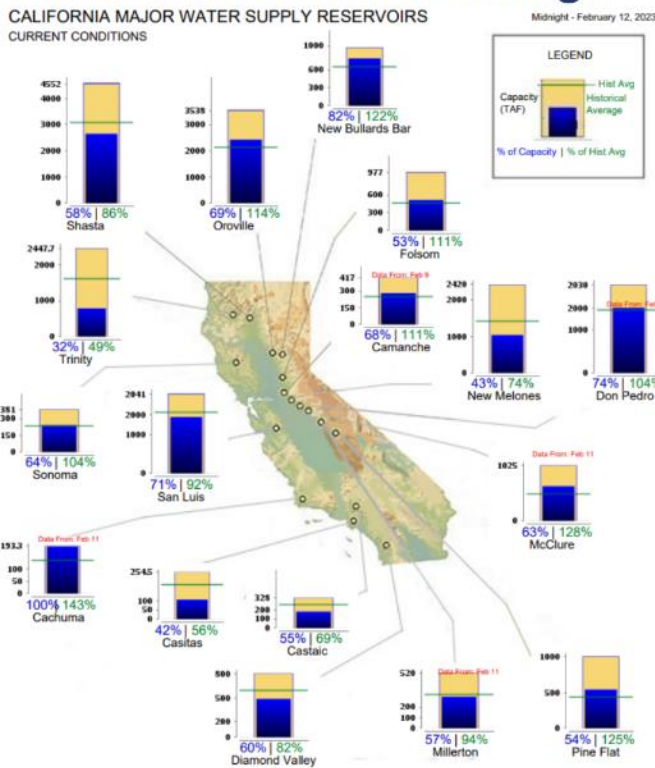 CALIFORNIA MAJOR WATER SUPPLY RESERVOIRS
Midnight - February 12, 2023
CURRENT CONDITIONS
LEGEND
Hist Avg
Capacity
(TAF)
Historical
Average
% of Capacity | % of Hist Avg
4552
4000
3000
2000
1000
0
58% | 86%
Shasta
3538
3000
2000
1000
0
69% | 114%
Oroville
1000
600
300
0
82% | 122%
New Bullards Bar
977
600
300
0
53% | 111%
Folsom
2447.7
2000
1000
0
32% | 49%
Trinity
Data From: Feb 9
417
300
150
0
68% | 111%
Camanche
2420
2000
1000
0
43% | 74%
New Melones
2030
Data From: Feb
1000
0
74% | 104%
Don Pedro
381
300
150
0
64% | 104%
Sonoma
2041
1000
0
71% | 92%
San Luis
Data From: Feb 11
1025
0
63% | 128%
McClure
Data From: Feb 11
193.3
100
50
0
100% 143%
Cachuma
254.5
100
50
0
42% | 56%
Casitas
325
200
100
0
55% | 69%
Castaic
800
500
200
0
60% | 82%
Diamond Valley
520
Data From: Feb 11
200
100
0
57% | 94%
Millerton
1000
500
0
54% | 125%
Pine Flat